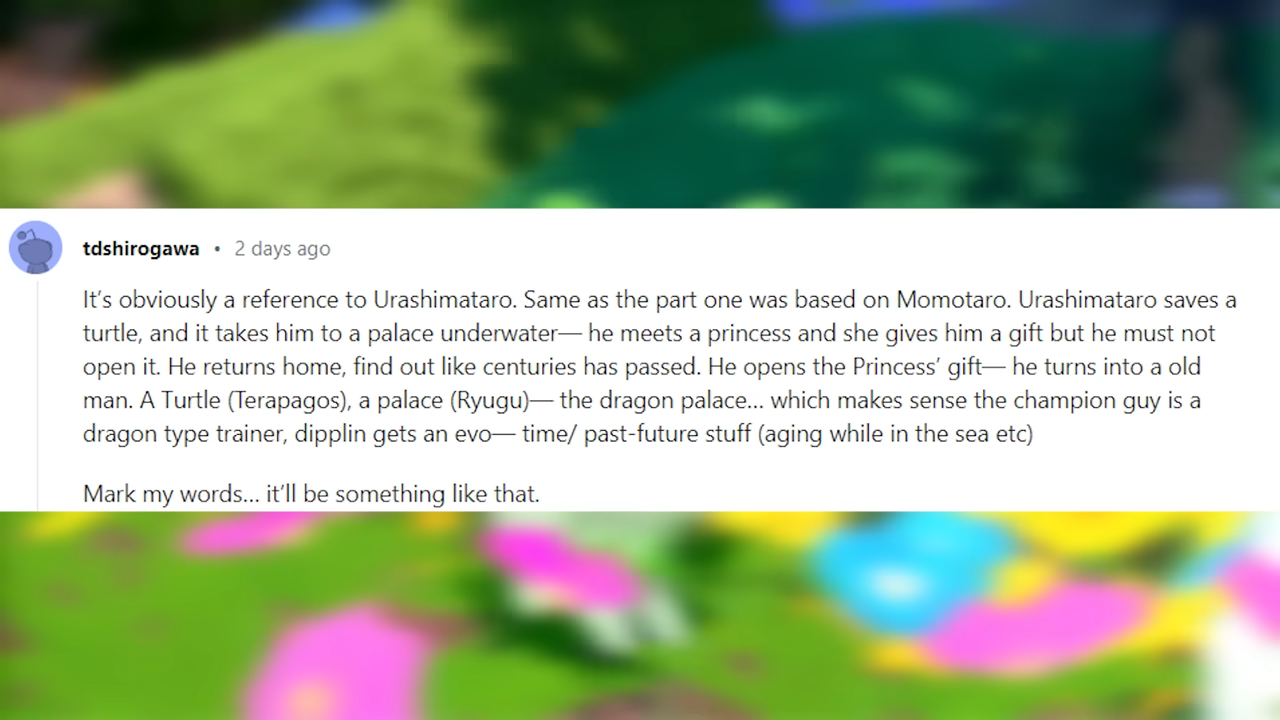 tdshirogawa • 2 days ago
It’s obviously a reference to Urashimataro. Same as the part one was based on Momotaro. Urashimataro saves a
turtle, and it takes him to a palace underwater— he meets a princess and she gives him a gift but he must not
open it. He returns home, find out like centuries has passed. He opens the Princess’ gift— he turns into a old
man. A Turtle (Terapagos), a palace (Ryugu)— the dragon palace... which makes sense the champion guy is a
dragon type trainer, dipplin gets an evo— time/ past-future stuff (aging while in the sea etc)
Mark my words... it’ll be something like that.